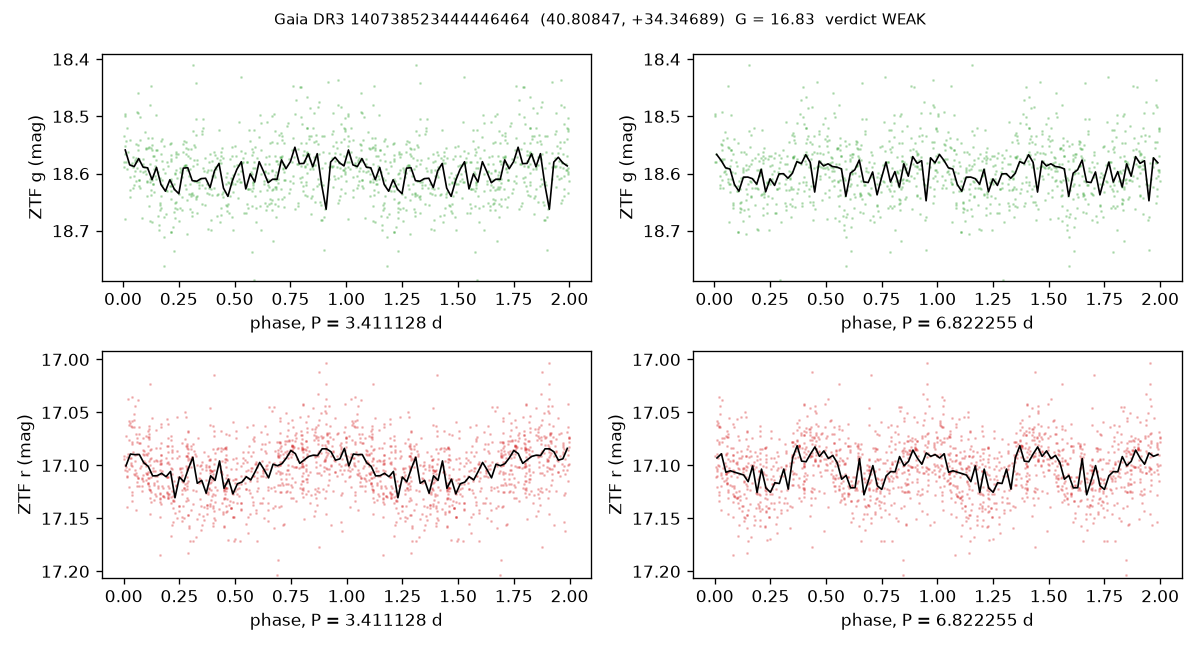 Gaia DR3 140738523444446464  (40.80847, +34.34689)  G = 16.83  verdict WEAK
18.4
18.5
18.6
18.7
ZTF g (mag)
0.00 0.25 0.50 0.75 1.00 1.25 1.50 1.75 2.00
phase, P = 3.411128 d
18.4
18.5
18.6
18.7
ZTF g (mag)
0.00 0.25 0.50 0.75 1.00 1.25 1.50 1.75 2.00
phase, P = 6.822255 d
17.00
17.05
17.10
17.15
17.20
ZTF r (mag)
0.00 0.25 0.50 0.75 1.00 1.25 1.50 1.75 2.00
phase, P = 3.411128 d
17.00
17.05
17.10
17.15
17.20
ZTF r (mag)
0.00 0.25 0.50 0.75 1.00 1.25 1.50 1.75 2.00
phase, P = 6.822255 d